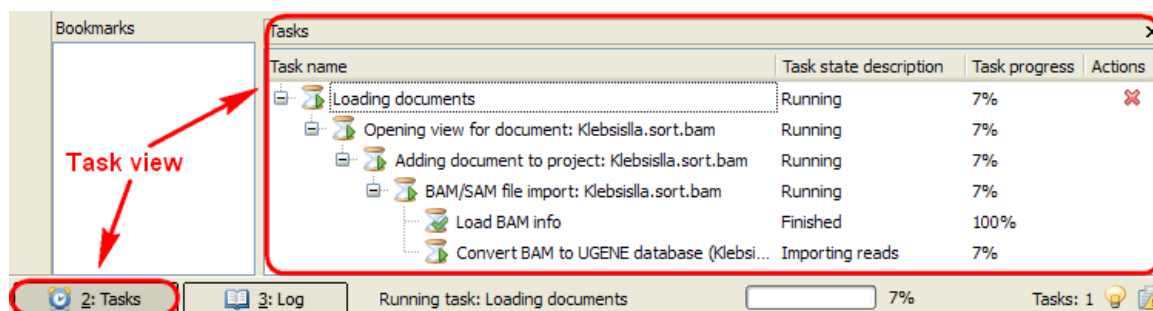 Bookmarks
Tasks
Task name Task state description Task progress Actions
Loading documents Running 7%
Opening view for document: Klebsislla.sort.bam Running 7%
Adding document to project: Klebsislla.sort.bam Running 7%
BAM/SAM file import: Klebsislla.sort.bam Running 7%
Load BAM info Finished 100%
Convert BAM to UGENE database (Klebsi... Importing reads 7%
Task view
2: Tasks 3: Log Running task: Loading documents 7% Tasks: 1